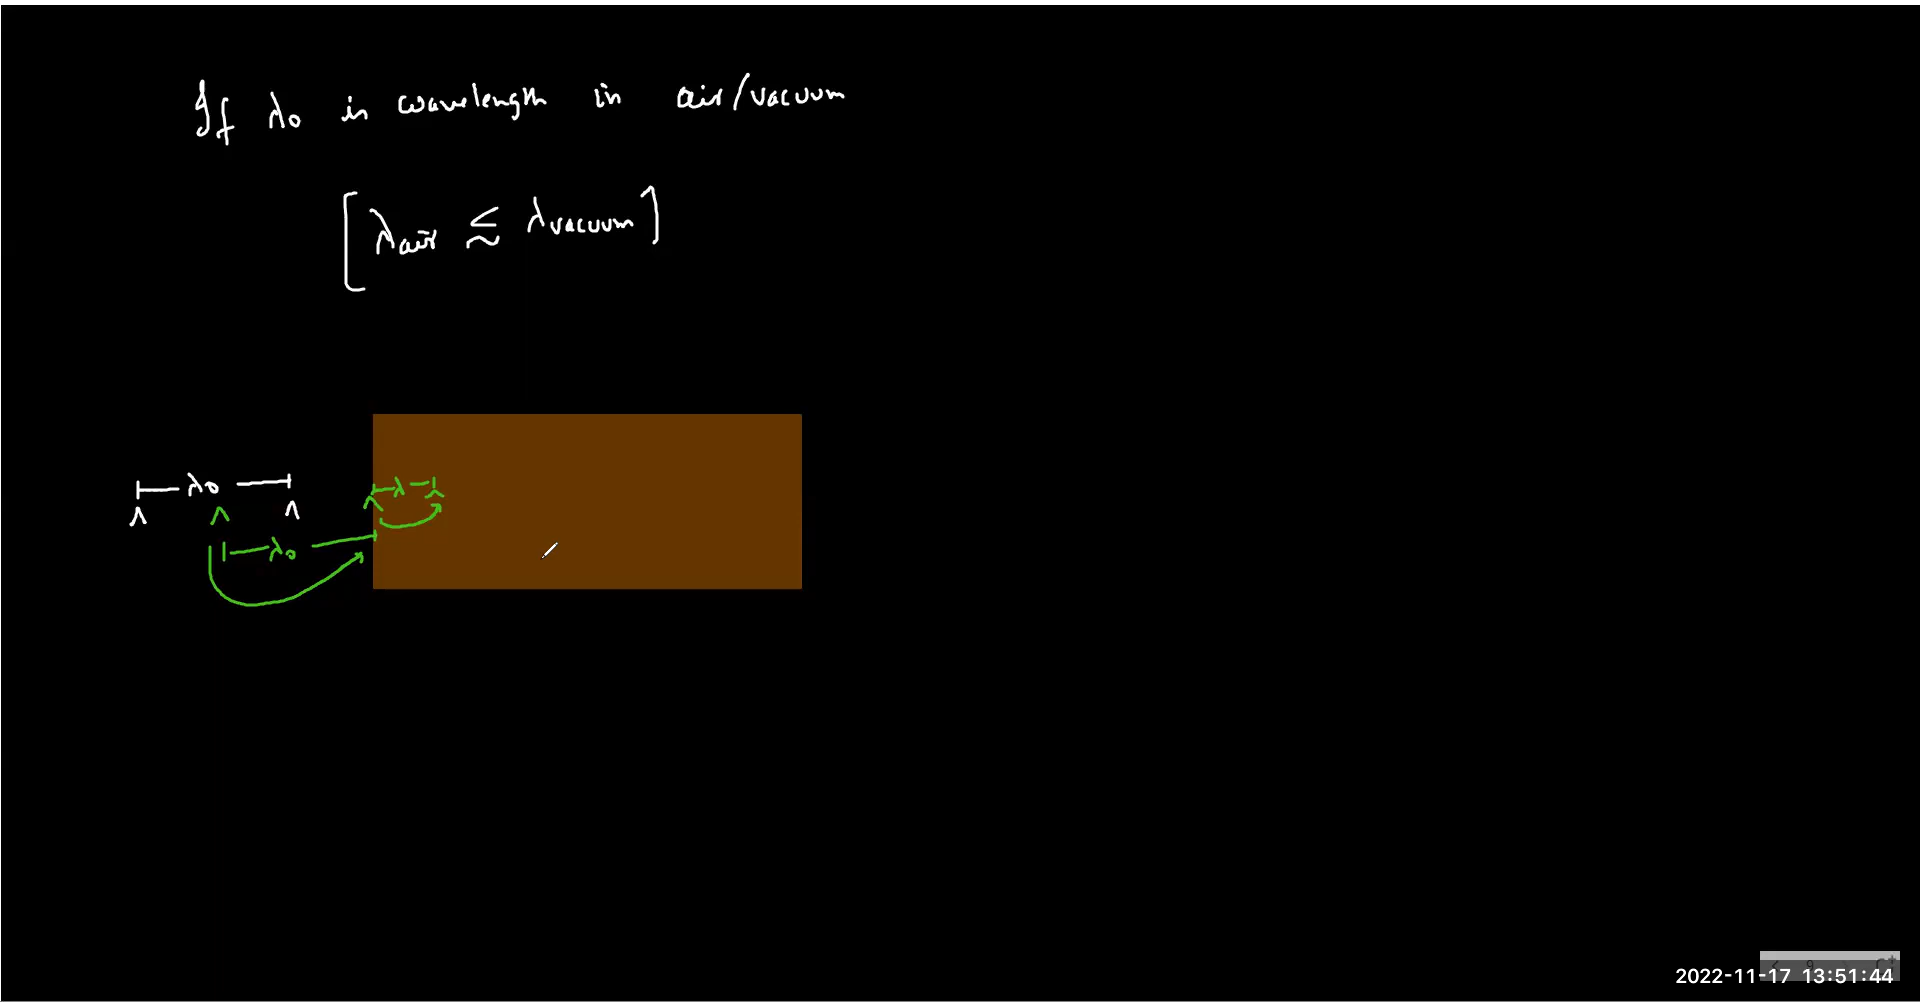 If λ0 is wavelength in air/vacuum
[λair ≲ λvacuum]
λ0
λ
λ0
2022-11-17 13:51:44